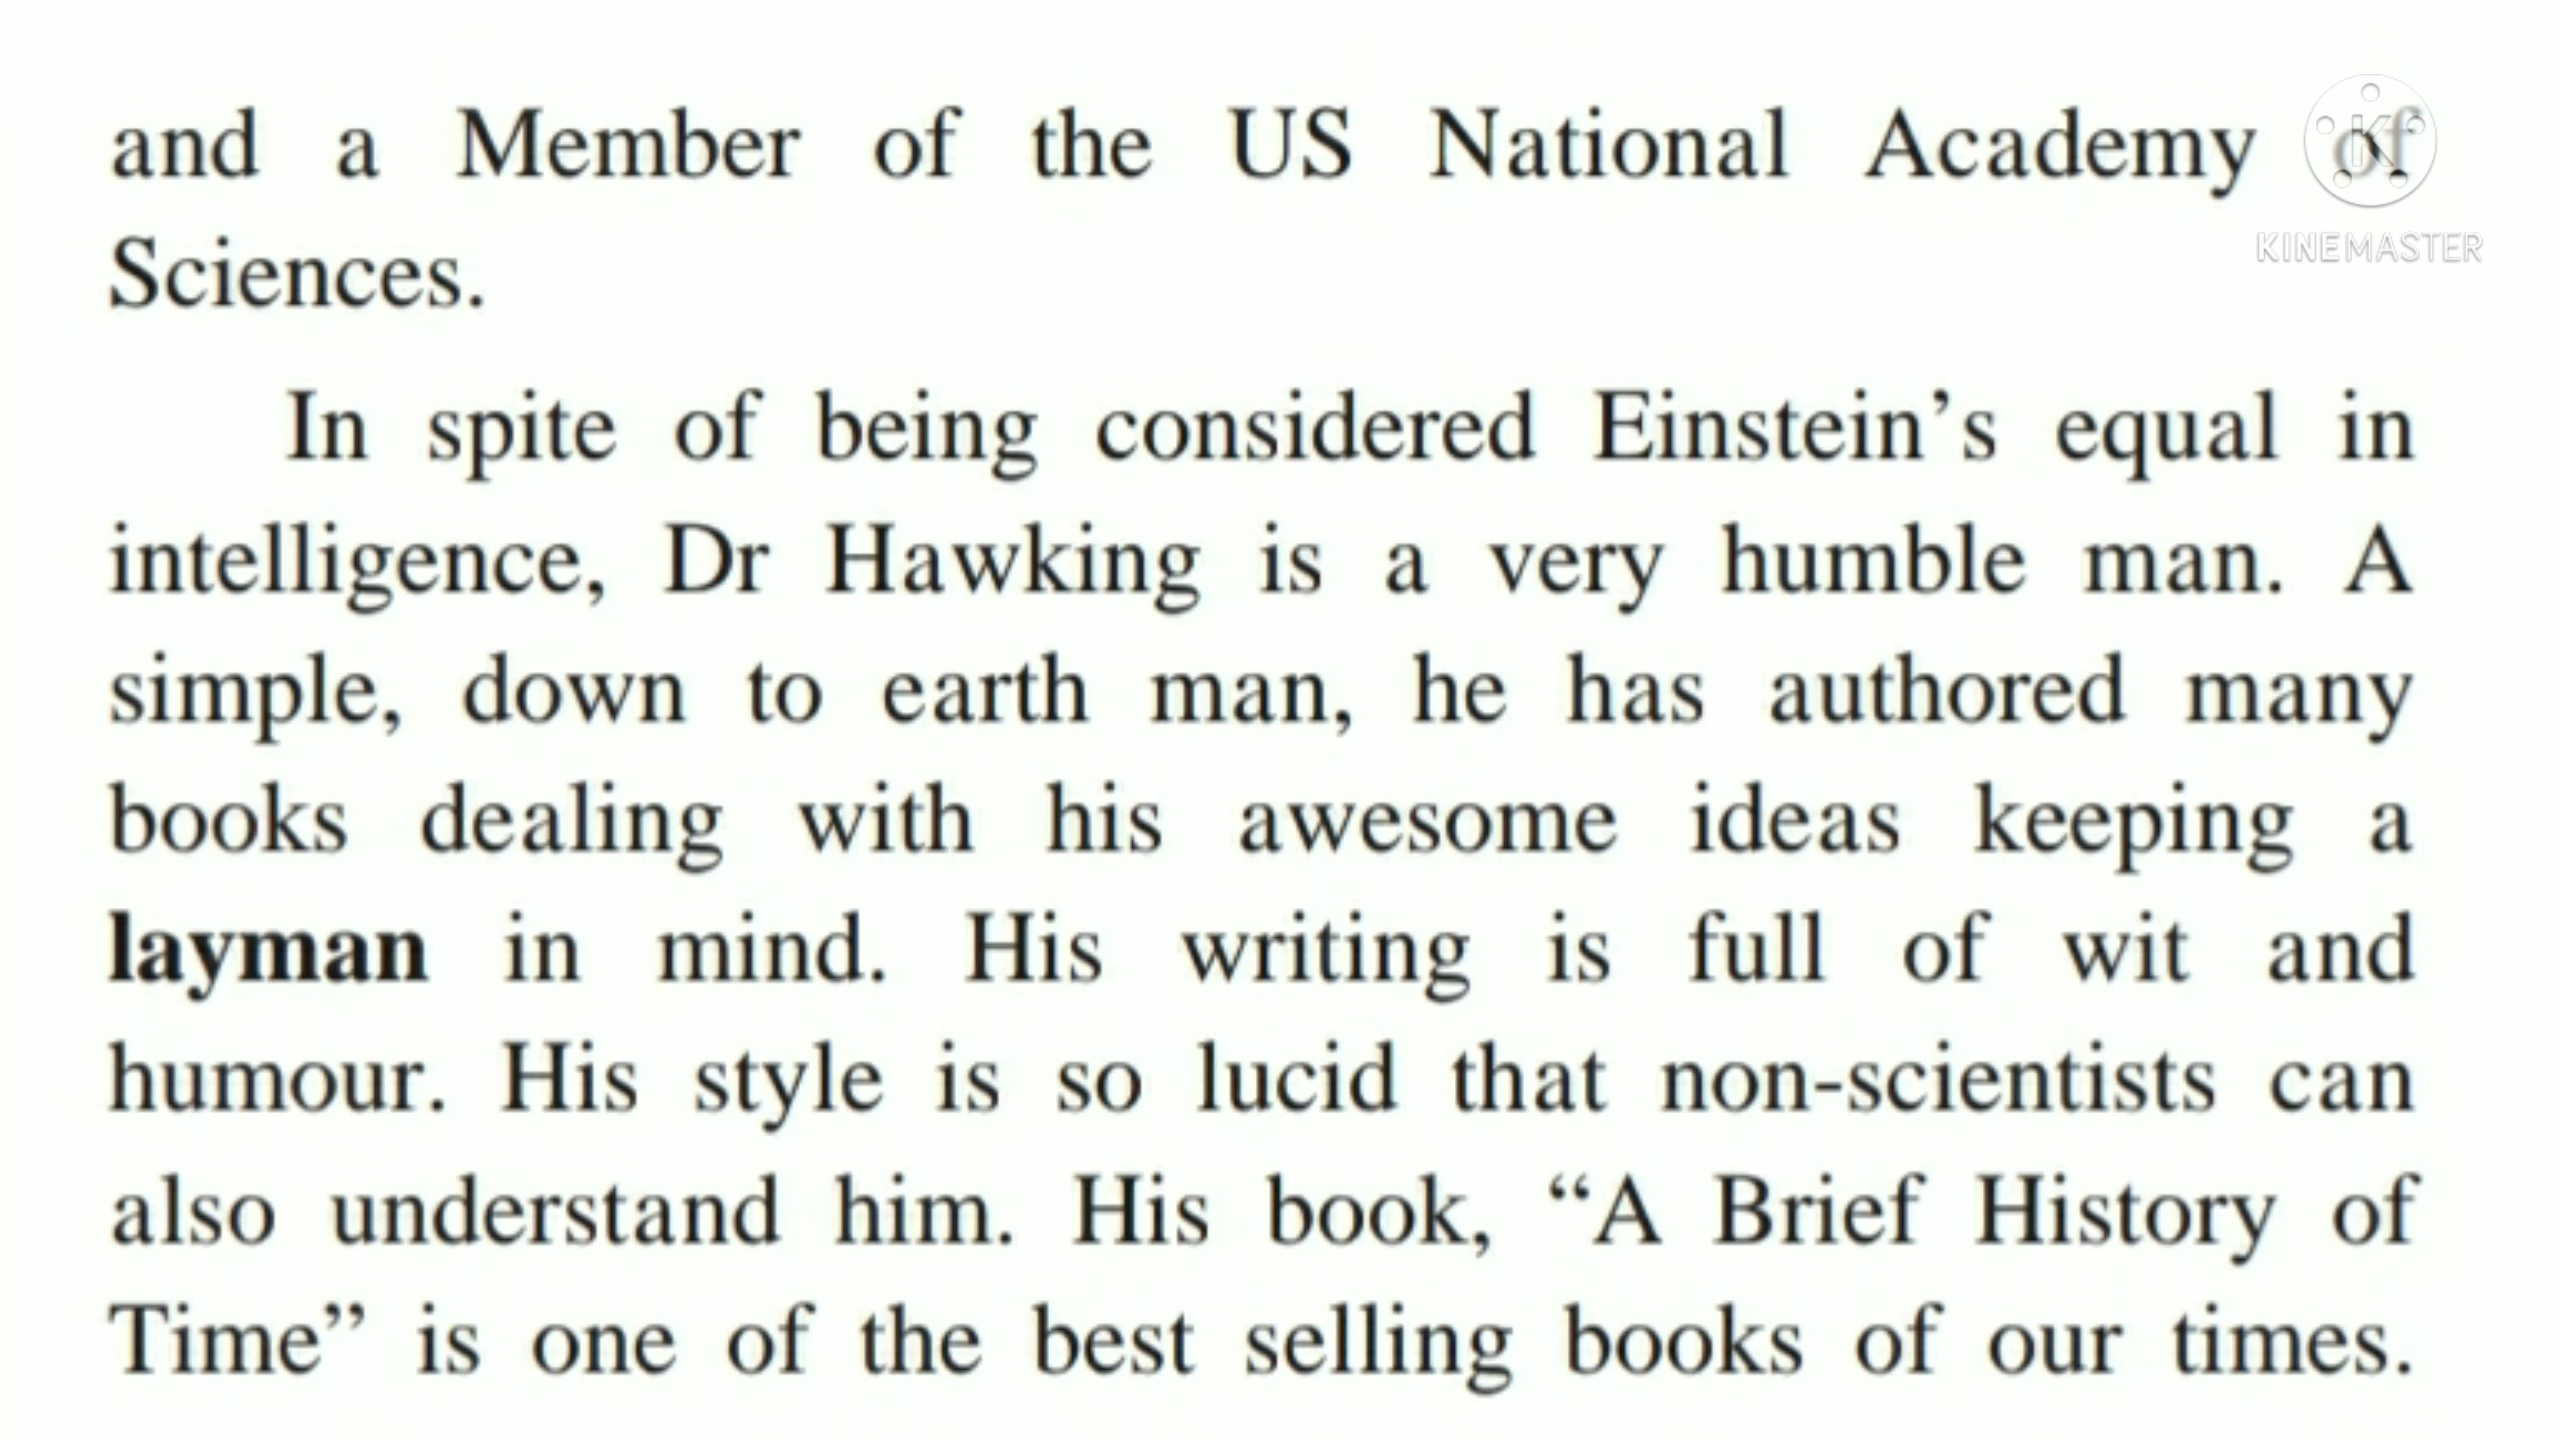 and a Member of the US National Academy of
KINEMASTER
Sciences.
In spite of being considered Einstein’s equal in
intelligence, Dr Hawking is a very humble man. A
simple, down to earth man, he has authored many
books dealing with his awesome ideas keeping a
layman in mind. His writing is full of wit and
humour. His style is so lucid that non-scientists can
also understand him. His book, “A Brief History of
Time” is one of the best selling books of our times.